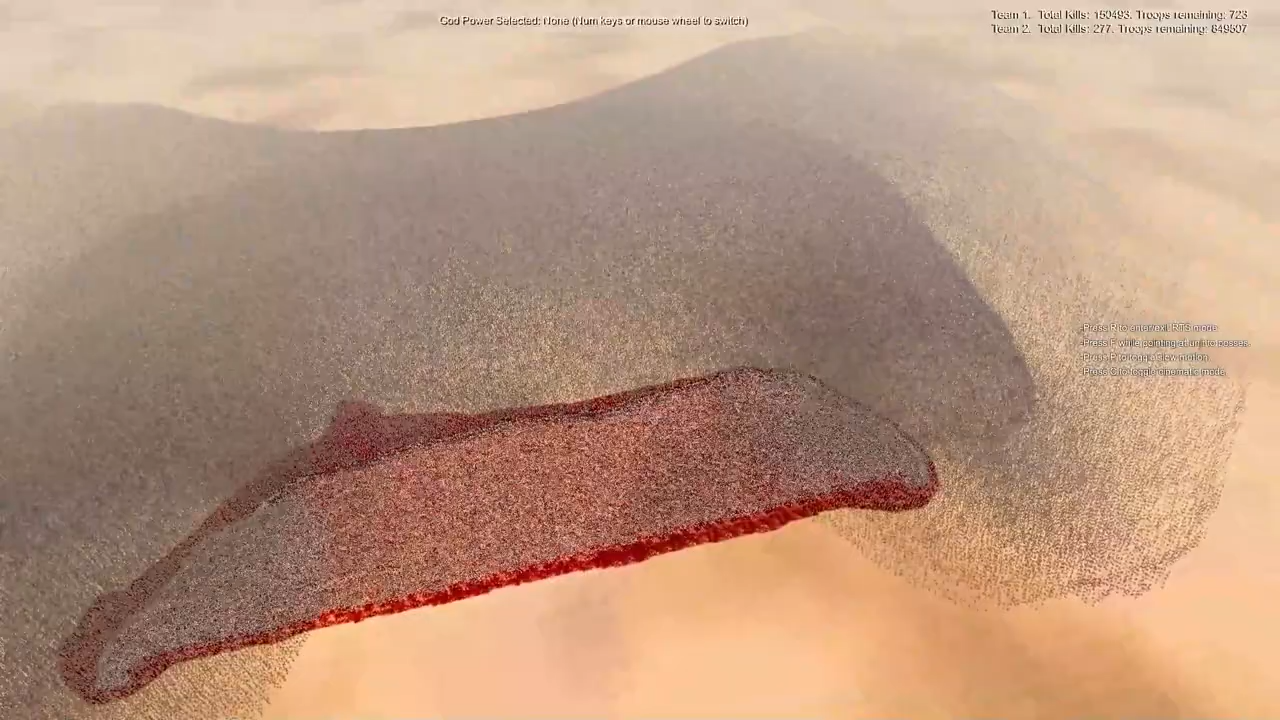 God Power Selected: None (Num keys or mouse wheel to switch)
Team 1. Total Kills: 150493. Troops remaining: 723
Team 2. Total Kills: 277. Troops remaining: 849507
-Press R to enter/exit RTS mode
-Press F while pointing at unit to posses.
-Press P to toggle slow motion
-Press C to toggle cinematic mode